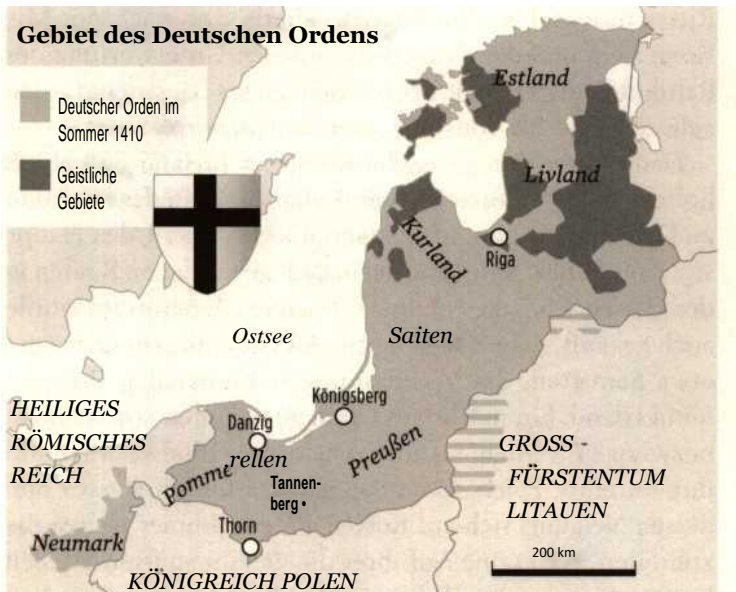 Gebiet des Deutschen Ordens
Deutscher Orden im
Sommer 1410
Geistliche
Gebiete
Estland
Livland
Kurland
Riga
Ostsee
Saiten
Königsberg
HEILIGES
RÖMISCHES
REICH
Danzig
Pomme,rellen
Preußen
Tannen-
berg
GROSS -
FÜRSTENTUM
LITAUEN
Neumark
Thorn
200 km
KÖNIGREICH POLEN